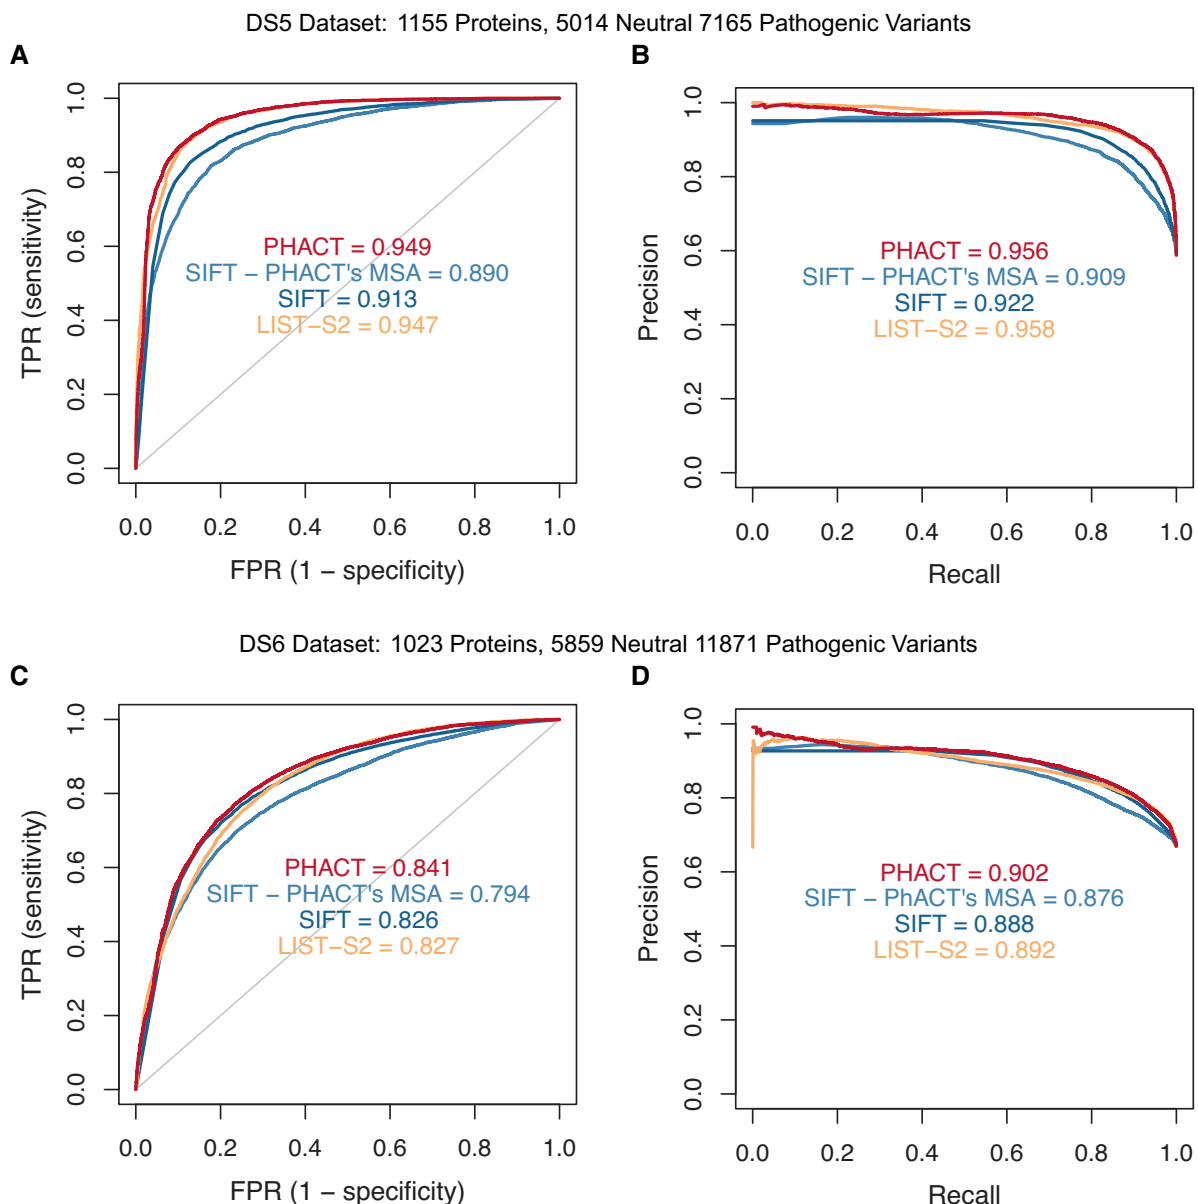 DS5 Dataset: 1155 Proteins, 5014 Neutral 7165 Pathogenic Variants
A
TPR (sensitivity)
1.0
0.8
0.6
0.4
0.2
0.0
PHACT = 0.949
SIFT − PHACT's MSA = 0.890
SIFT = 0.913
LIST−S2 = 0.947
0.0 0.2 0.4 0.6 0.8 1.0
FPR (1 − specificity)
B
Precision
1.0
0.8
0.6
0.4
0.2
0.0
PHACT = 0.956
SIFT − PHACT's MSA = 0.909
SIFT = 0.922
LIST−S2 = 0.958
0.0 0.2 0.4 0.6 0.8 1.0
Recall
DS6 Dataset: 1023 Proteins, 5859 Neutral 11871 Pathogenic Variants
C
TPR (sensitivity)
1.0
0.8
0.6
0.4
0.2
0.0
PHACT = 0.841
SIFT − PHACT's MSA = 0.794
SIFT = 0.826
LIST−S2 = 0.827
0.0 0.2 0.4 0.6 0.8 1.0
FPR (1 − specificity)
D
Precision
1.0
0.8
0.6
0.4
0.2
0.0
PHACT = 0.902
SIFT − PhACT's MSA = 0.876
SIFT = 0.888
LIST−S2 = 0.892
0.0 0.2 0.4 0.6 0.8 1.0
Recall